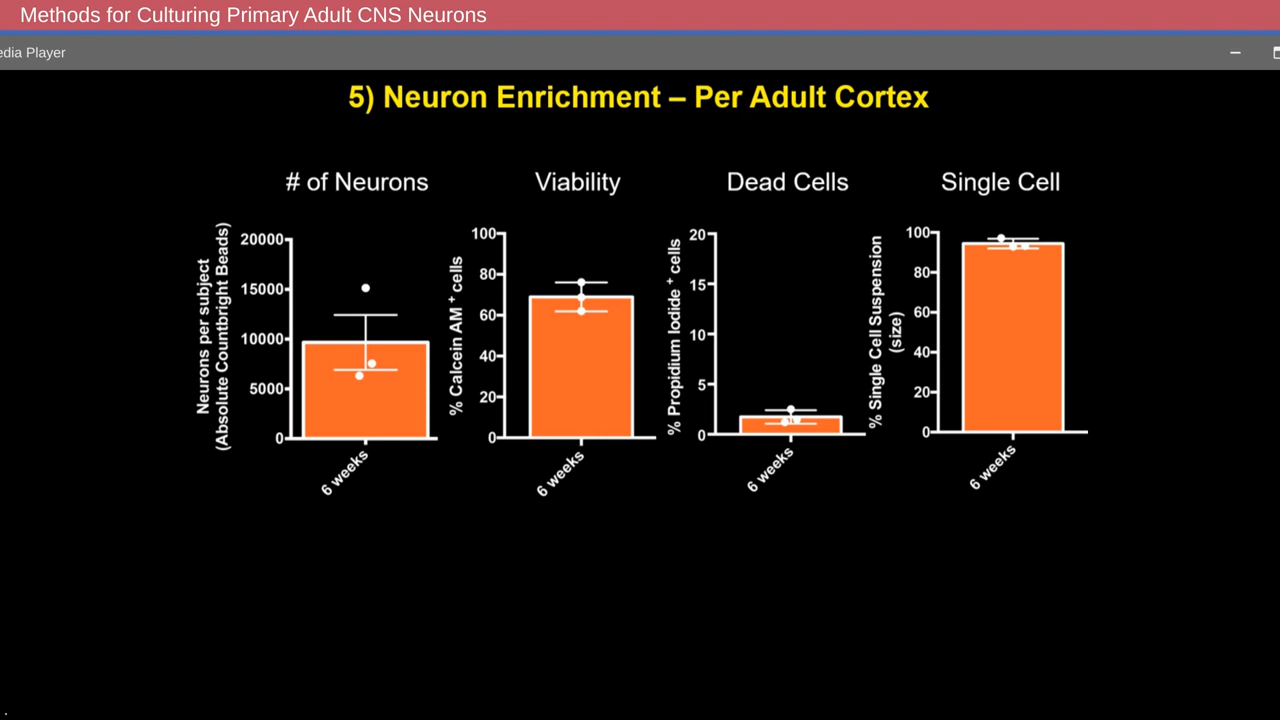 Methods for Culturing Primary Adult CNS Neurons
edia Player
5) Neuron Enrichment – Per Adult Cortex
# of Neurons
Neurons per subject
(Absolute Countbright Beads)
20000
15000
10000
5000
0
6 weeks
Viability
% Calcein AM + cells
100
80
60
40
20
0
6 weeks
Dead Cells
% Propidium Iodide + cells
20
15
10
5
0
6 weeks
Single Cell
% Single Cell Suspension
(size)
100
80
60
40
20
0
6 weeks